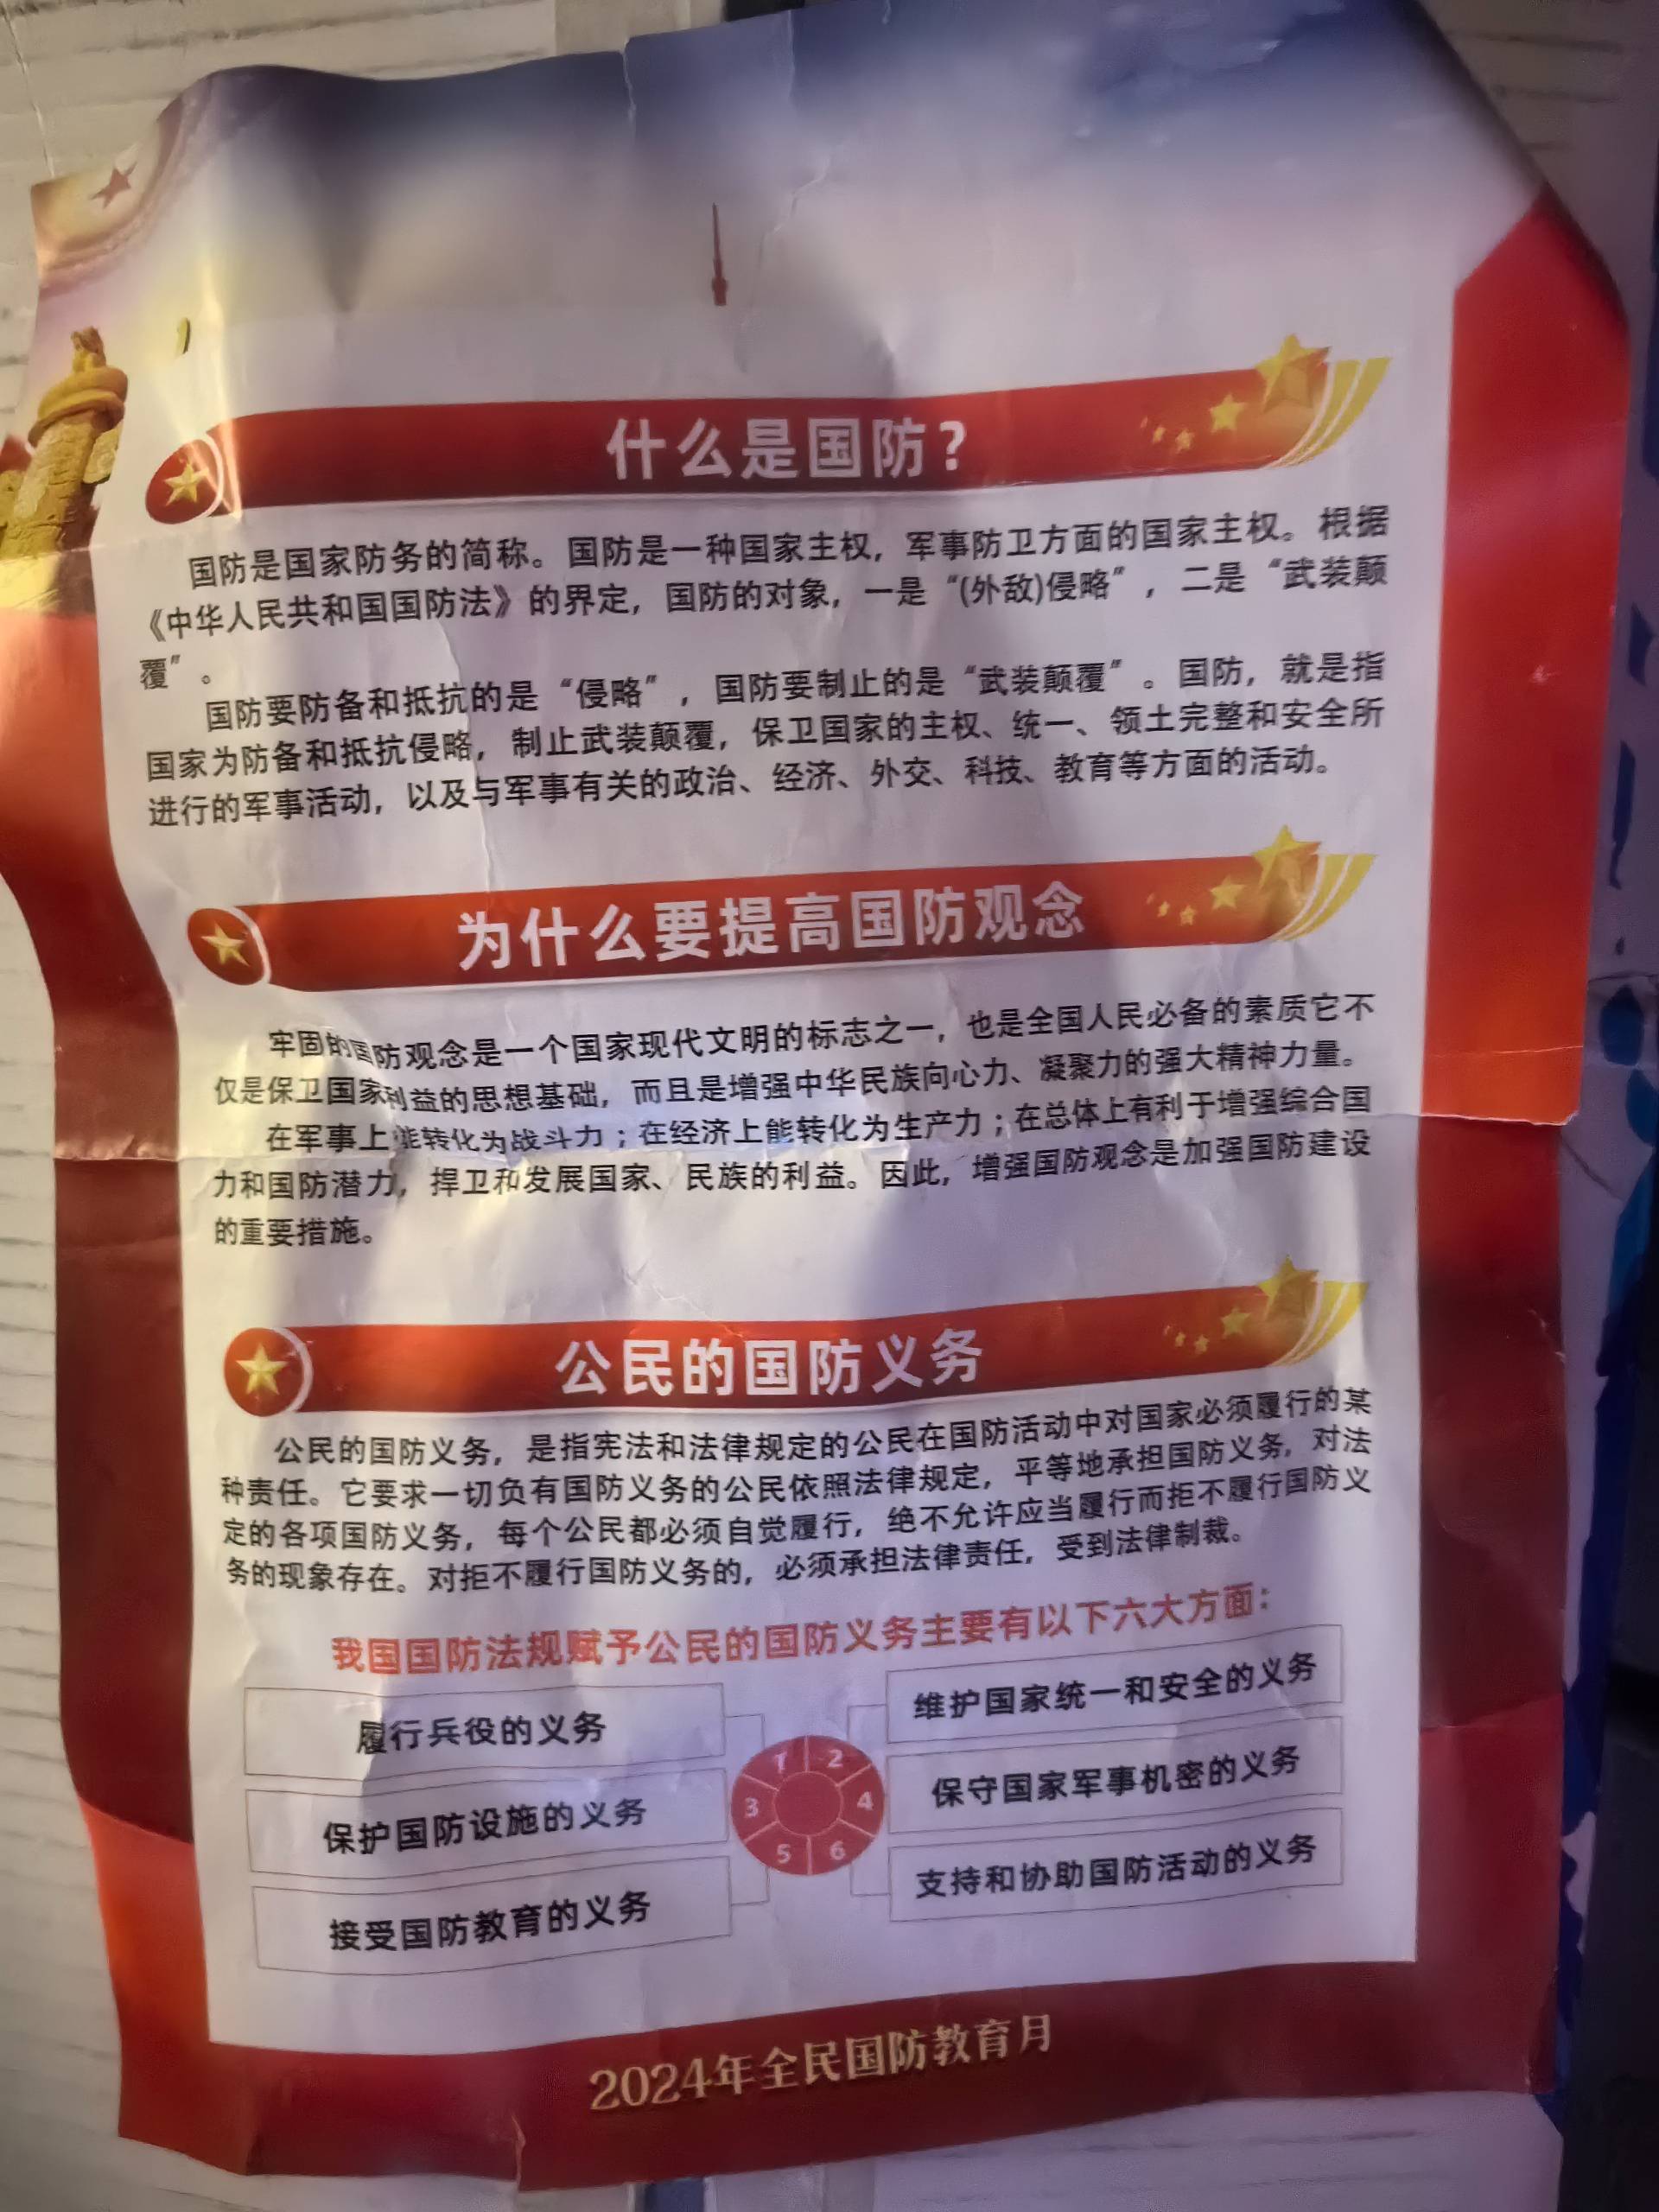 什么是国防？
国防是国家防务的简称。国防是一种国家主权，军事防卫方面的国家主权。根据
《中华人民共和国国防法》的界定，国防的对象，一是“(外敌)侵略”，二是“武装颠
覆”。
国防要防备和抵抗的是“侵略”，国防要制止的是“武装颠覆”。国防，就是指
国家为防备和抵抗侵略，制止武装颠覆，保卫国家的主权、统一、领土完整和安全所
进行的军事活动，以及与军事有关的政治、经济、外交、科技、教育等方面的活动。
为什么要提高国防观念
牢固的国防观念是一个国家现代文明的标志之一，也是全国人民必备的素质它不
仅是保卫国家利益的思想基础，而且是增强中华民族向心力、凝聚力的强大精神力量。
在军事上能转化为战斗力；在经济上能转化为生产力；在总体上有利于增强综合国
力和国防潜力，捍卫和发展国家、民族的利益。因此，增强国防观念是加强国防建设
的重要措施。
公民的国防义务
公民的国防义务，是指宪法和法律规定的公民在国防活动中对国家必须履行的某
种责任。它要求一切负有国防义务的公民依照法律规定，平等地承担国防义务，对法
定的各项国防义务，每个公民都必须自觉履行，绝不允许应当履行而拒不履行国防义
务的现象存在。对拒不履行国防义务的，必须承担法律责任，受到法律制裁。
我国国防法规赋予公民的国防义务主要有以下六大方面：
履行兵役的义务
1 2
维护国家统一和安全的义务
保护国防设施的义务
3 4
保守国家军事机密的义务
接受国防教育的义务
5 6
支持和协助国防活动的义务
2024年全民国防教育月